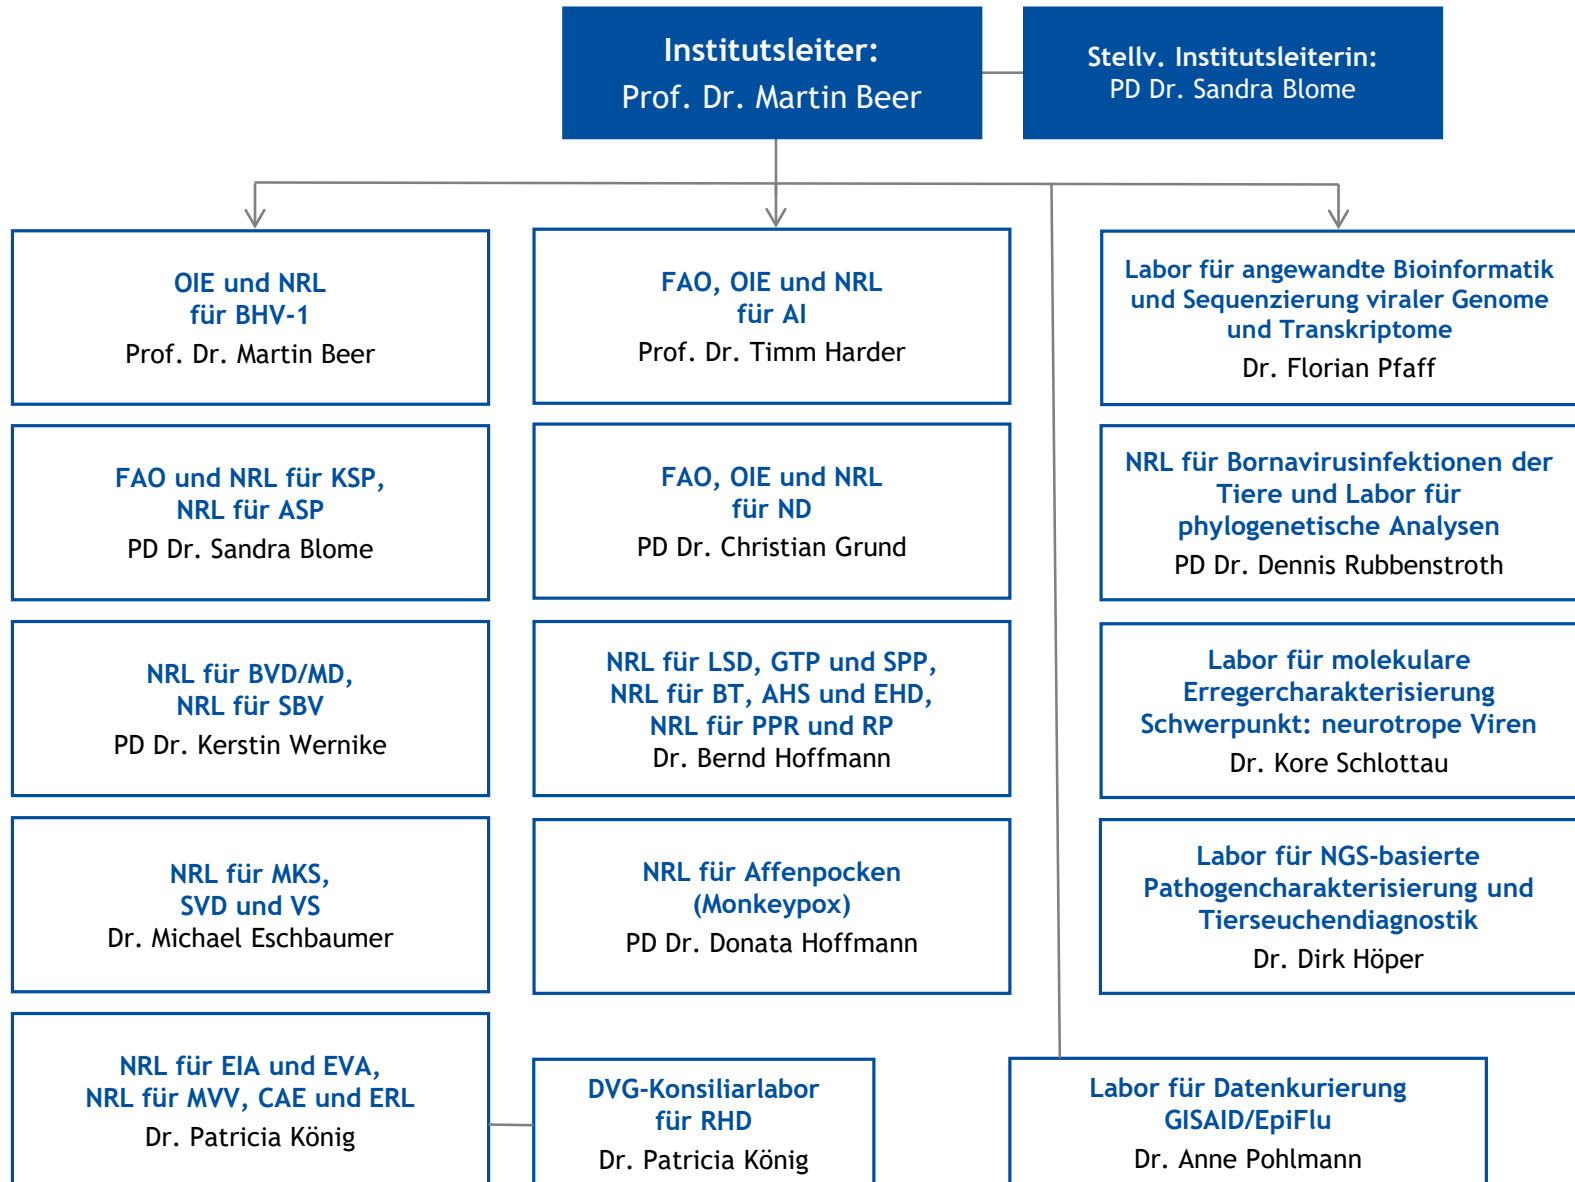 Institutsleiter:
Prof. Dr. Martin Beer
Stellv. Institutsleiterin:
PD Dr. Sandra Blome
OIE und NRL
für BHV-1
Prof. Dr. Martin Beer
FAO, OIE und NRL
für AI
Prof. Dr. Timm Harder
Labor für angewandte Bioinformatik
und Sequenzierung viraler Genome
und Transkriptome
Dr. Florian Pfaff
FAO und NRL für KSP,
NRL für ASP
PD Dr. Sandra Blome
FAO, OIE und NRL
für ND
PD Dr. Christian Grund
NRL für Bornavirusinfektionen der
Tiere und Labor für
phylogenetische Analysen
PD Dr. Dennis Rubbenstroth
NRL für BVD/MD,
NRL für SBV
PD Dr. Kerstin Wernike
NRL für LSD, GTP und SPP,
NRL für BT, AHS und EHD,
NRL für PPR und RP
Dr. Bernd Hoffmann
Labor für molekulare
Erregercharakterisierung
Schwerpunkt: neurotrope Viren
Dr. Kore Schlottau
NRL für MKS,
SVD und VS
Dr. Michael Eschbaumer
NRL für Affenpocken
(Monkeypox)
PD Dr. Donata Hoffmann
Labor für NGS-basierte
Pathogencharakterisierung und
Tierseuchendiagnostik
Dr. Dirk Höper
NRL für EIA und EVA,
NRL für MVV, CAE und ERL
Dr. Patricia König
DVG-Konsiliarlabor
für RHD
Dr. Patricia König
Labor für Datenkurierung
GISAID/EpiFlu
Dr. Anne Pohlmann